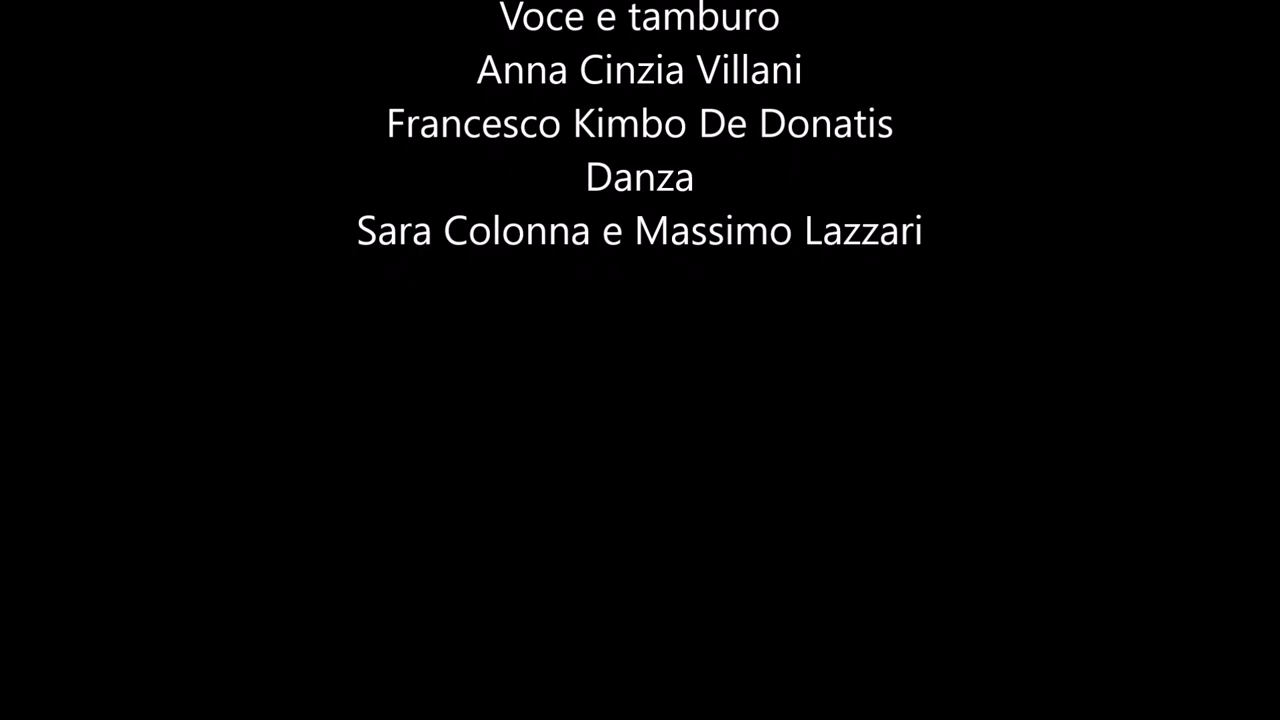 Voce e tamburo
Anna Cinzia Villani
Francesco Kimbo De Donatis
Danza
Sara Colonna e Massimo Lazzari